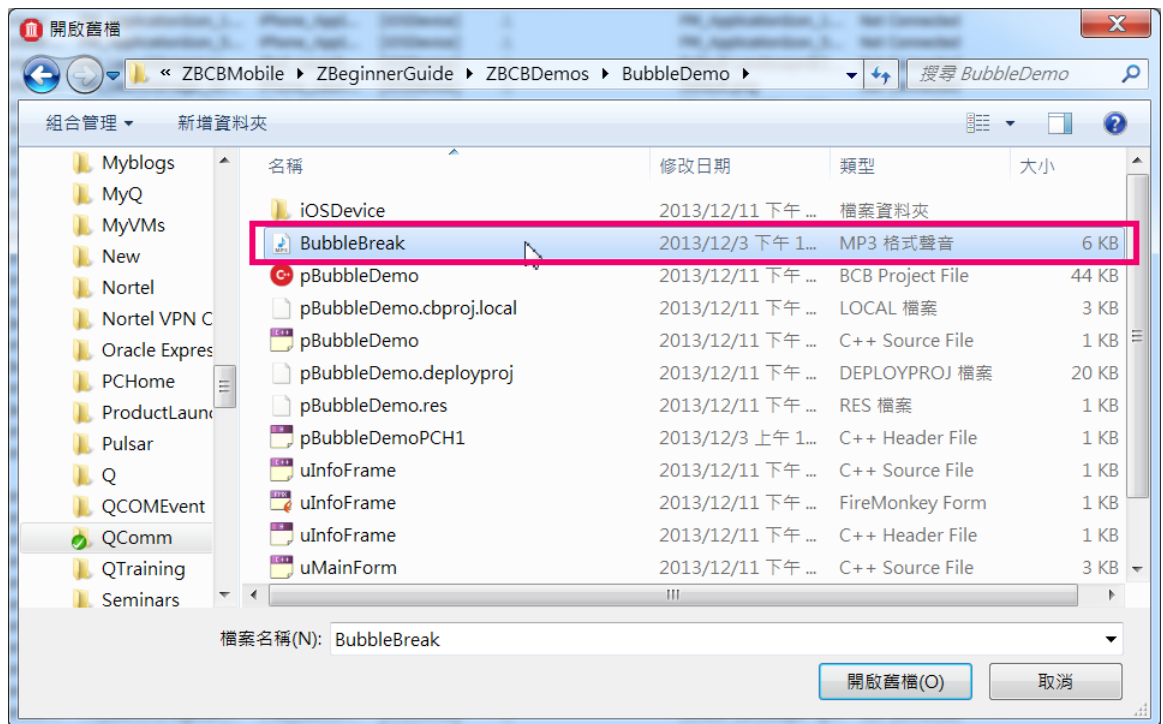 開啟舊檔
« ZBCBMobile ▸ ZBeginnerGuide ▸ ZBCBDemos ▸ BubbleDemo ▸
搜尋 BubbleDemo
組合管理 ▾ 新增資料夾
Myblogs
MyQ
MyVMs
New
Nortel
Nortel VPN C
Oracle Expres
PCHome
ProductLaunc
Pulsar
Q
QCOMEvent
QComm
QTraining
Seminars
名稱 修改日期 類型 大小
iOSDevice 2013/12/11 下午 ... 檔案資料夾
BubbleBreak 2013/12/3 下午 1... MP3 格式聲音 6 KB
pBubbleDemo 2013/12/11 下午 ... BCB Project File 44 KB
pBubbleDemo.cbproj.local 2013/12/11 下午 ... LOCAL 檔案 3 KB
pBubbleDemo 2013/12/11 下午 ... C++ Source File 1 KB
pBubbleDemo.deployproj 2013/12/11 下午 ... DEPLOYPROJ 檔案 20 KB
pBubbleDemo.res 2013/12/11 下午 ... RES 檔案 1 KB
pBubbleDemoPCH1 2013/12/3 上午 1... C++ Header File 1 KB
uInfoFrame 2013/12/11 下午 ... C++ Source File 1 KB
uInfoFrame 2013/12/11 下午 ... FireMonkey Form 1 KB
uInfoFrame 2013/12/11 下午 ... C++ Header File 1 KB
uMainForm 2013/12/11 下午 ... C++ Source File 3 KB
檔案名稱(N): BubbleBreak
開啟舊檔(O) 取消